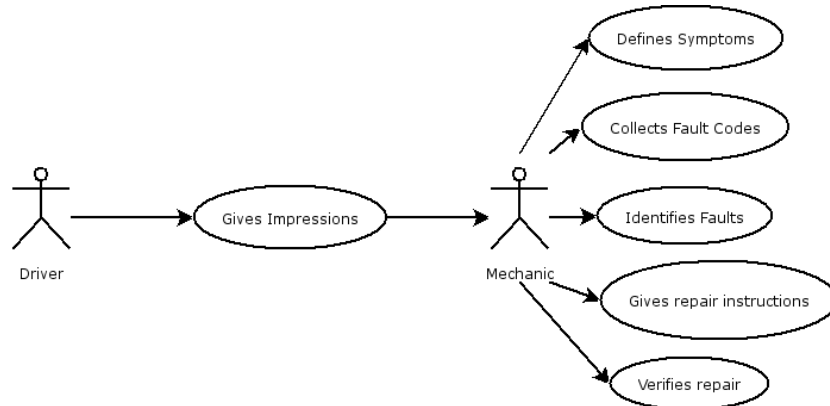 Defines Symptoms
Collects Fault Codes
Gives Impressions
Identifies Faults
Driver
Mechanic
Gives repair instructions
Verifies repair